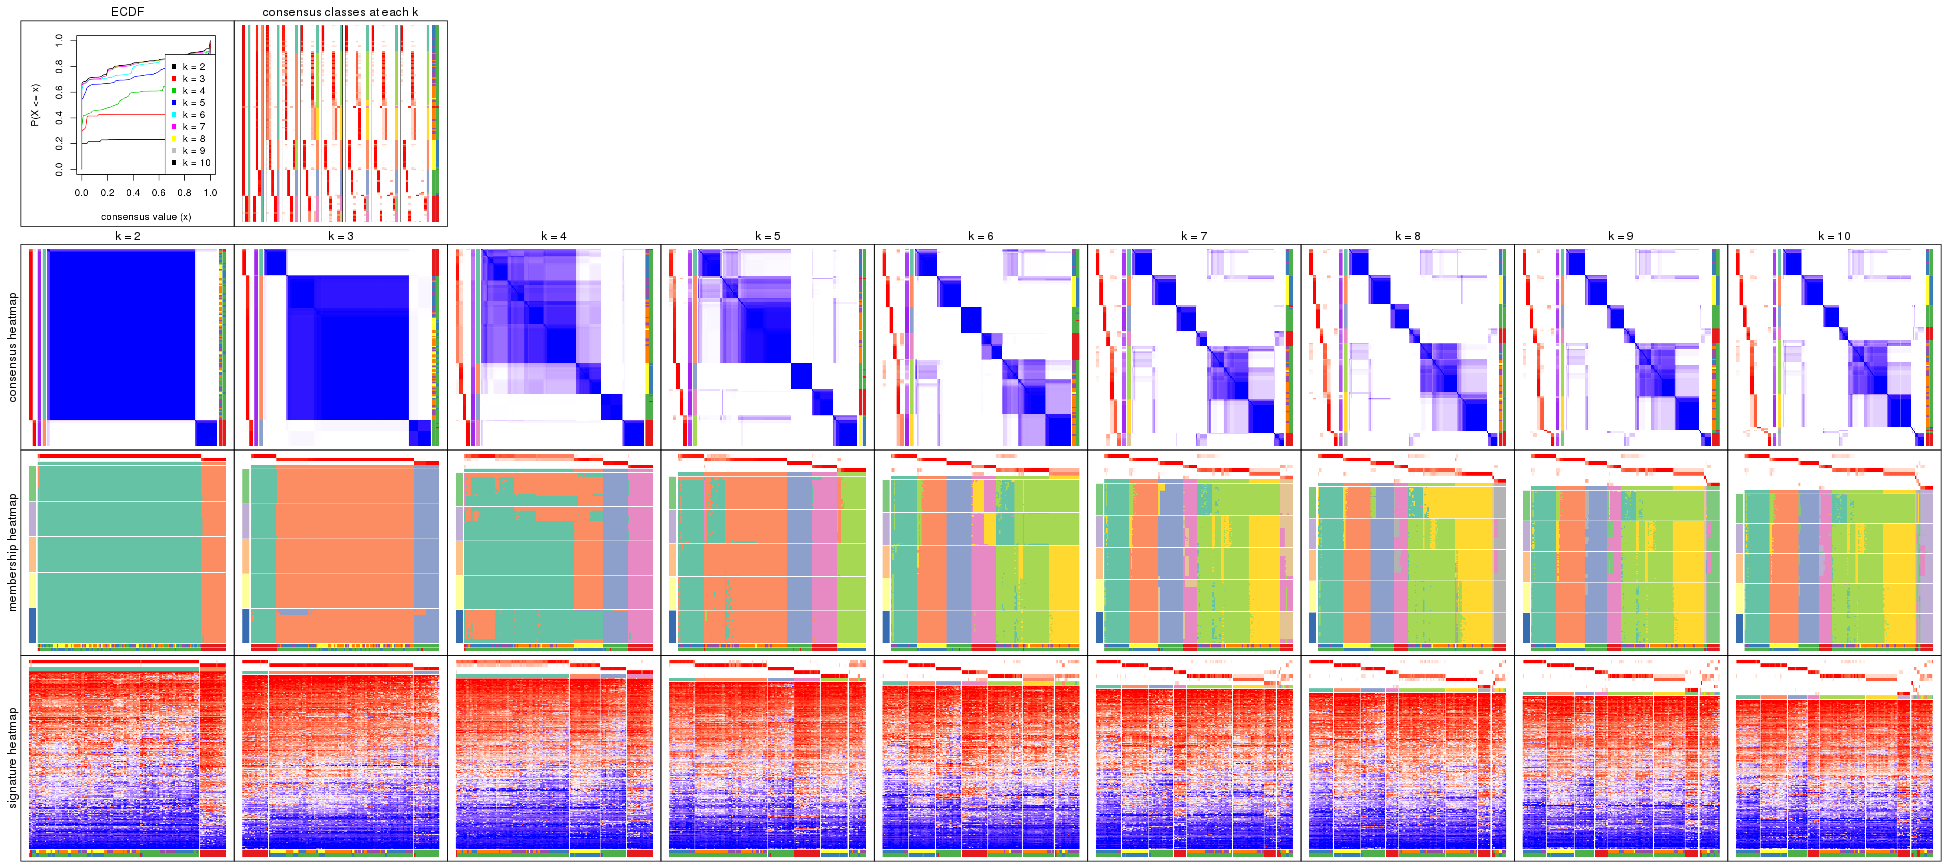 ECDF
consensus classes at each k
P(X <= x)
0.0 0.2 0.4 0.6 0.8 1.0
k = 2
k = 3
k = 4
k = 5
k = 6
k = 7
k = 8
k = 9
k = 10
0.0 0.2 0.4 0.6 0.8 1.0
consensus value (x)
k = 2 k = 3 k = 4 k = 5 k = 6 k = 7 k = 8 k = 9 k = 10
consensus heatmap
membership heatmap
signature heatmap